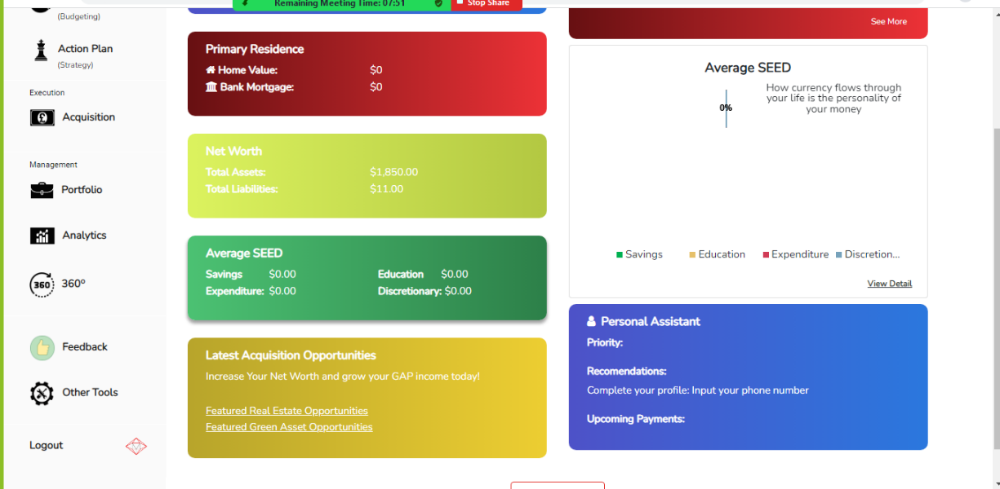 Remaining Meeting Time: 07:51
Stop Share
(Budgeting)
Action Plan
(Strategy)
Execution
Acquisition
Management
Portfolio
Analytics
360
360º
Feedback
Other Tools
Logout
Primary Residence
Home Value: $0
Bank Mortgage: $0
Net Worth
Total Assets: $1,850.00
Total Liabilities: $11.00
Average SEED
Savings $0.00 Education $0.00
Expenditure: $0.00 Discretionary: $0.00
Latest Acquisition Opportunities
Increase Your Net Worth and grow your GAP income today!
Featured Real Estate Opportunities
Featured Green Asset Opportunities
See More
Average SEED
0%
How currency flows through
your life is the personality of
your money
Savings Education Expenditure Discretion...
View Detail
Personal Assistant
Priority:
Recomendations:
Complete your profile: Input your phone number
Upcoming Payments: